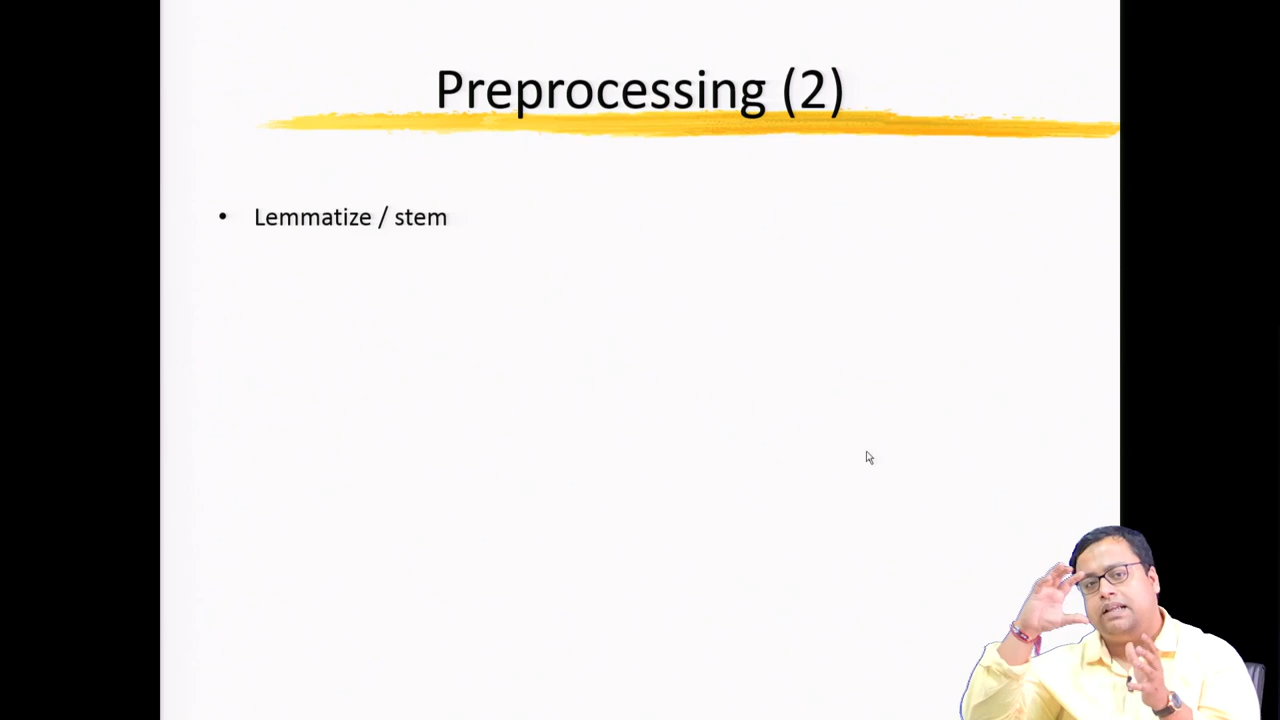 Preprocessing (2)
• Lemmatize / stem